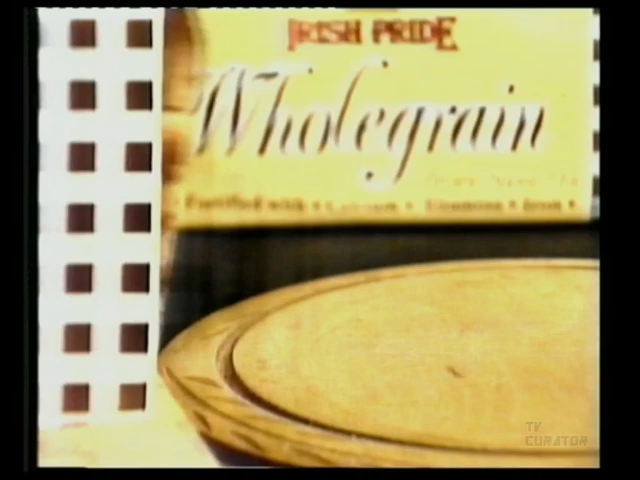 IRISH PRIDE
Wholegrain
Fortified with • Calcium • Vitamins • Iron •
TV
CURATOR